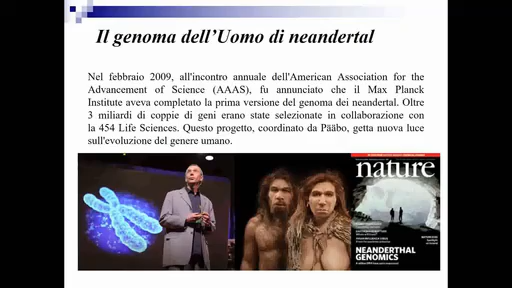 Il genoma dell'Uomo di neandertal
Nel febbraio 2009, all'incontro annuale dell'American Association for the
Advancement of Science (AAAS), fu annunciato che il Max Planck
Institute aveva completato la prima versione del genoma dei neandertal. Oltre
3 miliardi di coppie di geni erano state selezionate in collaborazione con
la 454 Life Sciences. Questo progetto, coordinato da Pääbo, getta nuova luce
sull'evoluzione del genere umano.
nature
NEANDERTHAL
GENOMICS